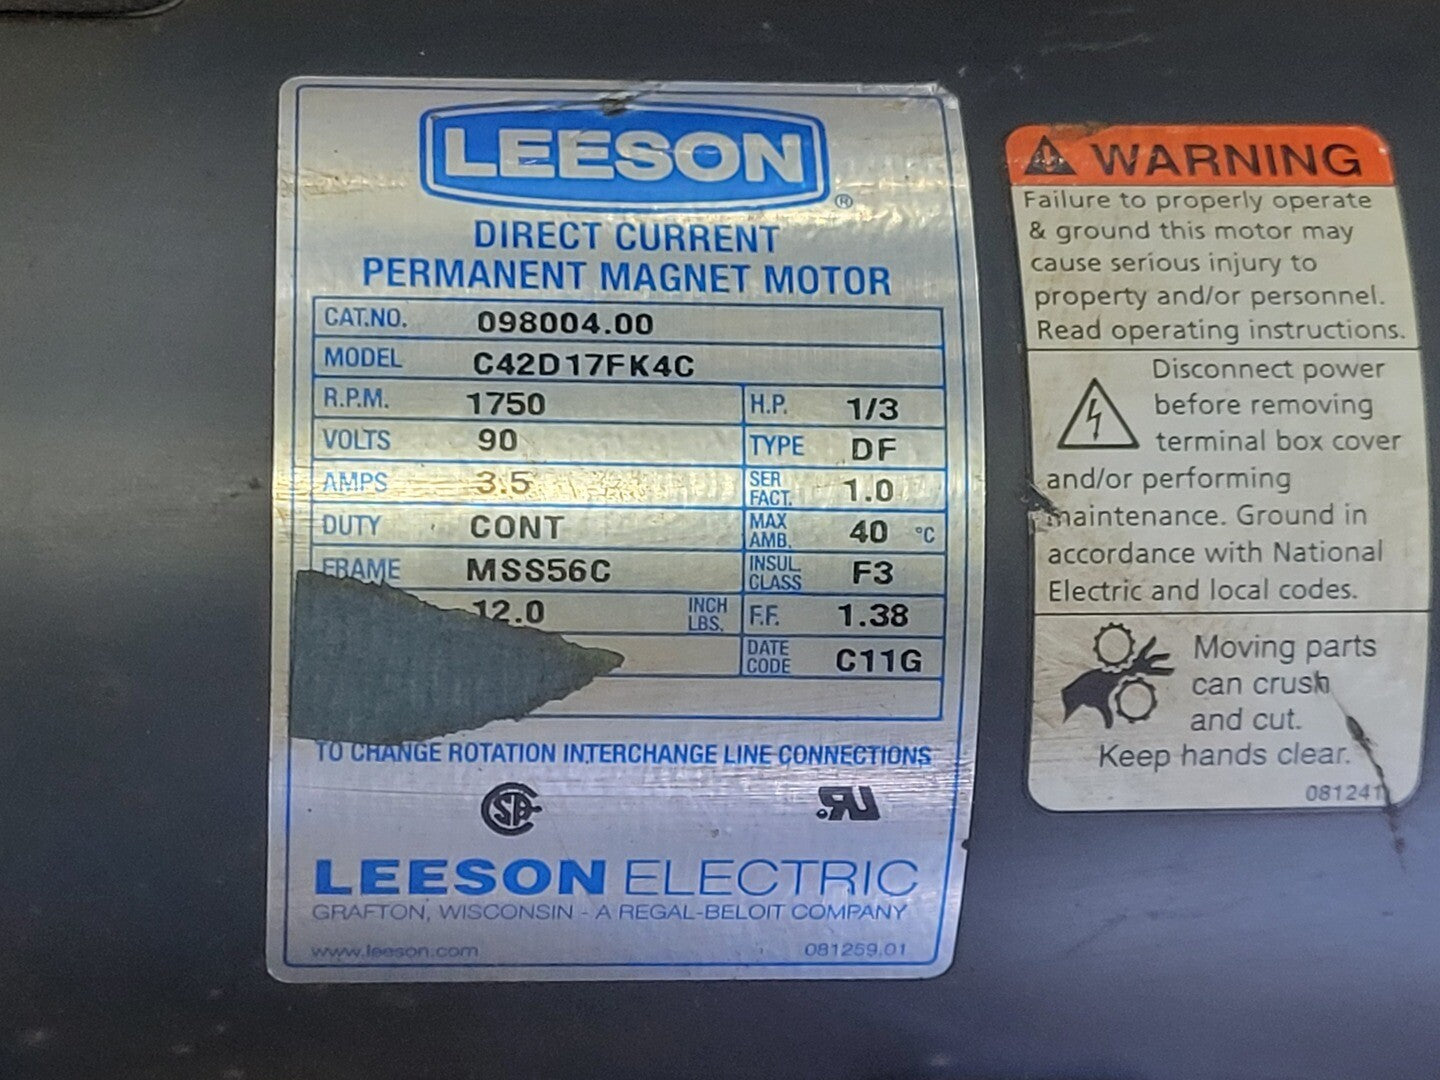 LEESON
®
DIRECT CURRENT
PERMANENT MAGNET MOTOR
CAT.NO. 098004.00
MODEL C42D17FK4C
R.P.M. 1750 H.P. 1/3
VOLTS 90 TYPE DF
AMPS 3.5 SER FACT. 1.0
DUTY CONT MAX AMB. 40 °C
FRAME MSS56C INSUL CLASS F3
12.0 INCH LBS. F.F. 1.38
DATE CODE C11G
TO CHANGE ROTATION INTERCHANGE LINE CONNECTIONS
LEESON ELECTRIC
GRAFTON, WISCONSIN - A REGAL-BELOIT COMPANY
www.leeson.com 081259.01
WARNING
Failure to properly operate
& ground this motor may
cause serious injury to
property and/or personnel.
Read operating instructions.
Disconnect power
before removing
terminal box cover
and/or performing
maintenance. Ground in
accordance with National
Electric and local codes.
Moving parts
can crush
and cut.
Keep hands clear.
081241